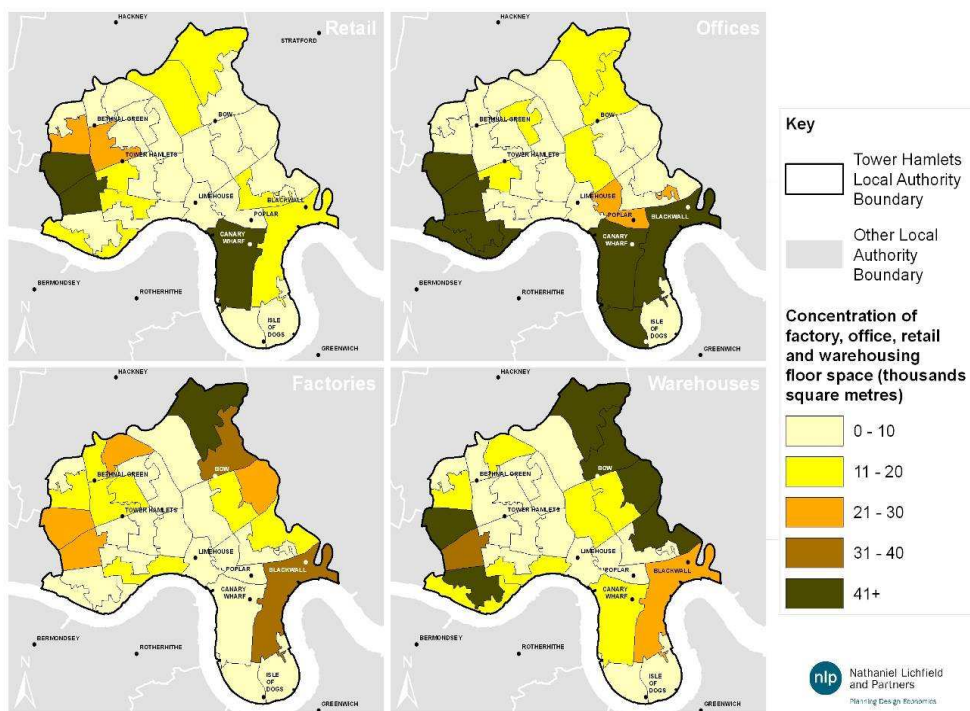 HACKNEY
Retail
STRATFORD
BOW
BETHNAL GREEN
TOWER HAMLETS
LIMEHOUSE
BLACKWALL
POPLAR
CANARY
WHARF
BERMONDSEY
ROTHERHITHE
N
ISLE
OF
DOGS
GREENWICH
HACKNEY
Offices
BOW
BETHNAL GREEN
TOWER HAMLETS
LIMEHOUSE
POPLAR
BLACKWALL
CANARY
WHARF
BERMONDSEY
ROTHERHITHE
N
ISLE
OF
DOGS
GREENWICH
HACKNEY
Factories
BOW
BETHNAL GREEN
TOWER HAMLETS
LIMEHOUSE
POPLAR
BLACKWALL
CANARY
WHARF
BERMONDSEY
ROTHERHITHE
N
ISLE
OF
DOGS
GREENWICH
HACKNEY
Warehouses
BOW
BETHNAL GREEN
TOWER HAMLETS
LIMEHOUSE
POPLAR
BLACKWALL
CANARY
WHARF
BERMONDSEY
ROTHERHITHE
N
ISLE
OF
DOGS
GREENWICH
Key
Tower Hamlets
Local Authority
Boundary
Other Local
Authority
Boundary
Concentration of
factory, office, retail
and warehousing
floor space (thousands
square metres)
0 - 10
11 - 20
21 - 30
31 - 40
41+
nlp
Nathaniel Lichfield
and Partners
Planning Design Economics